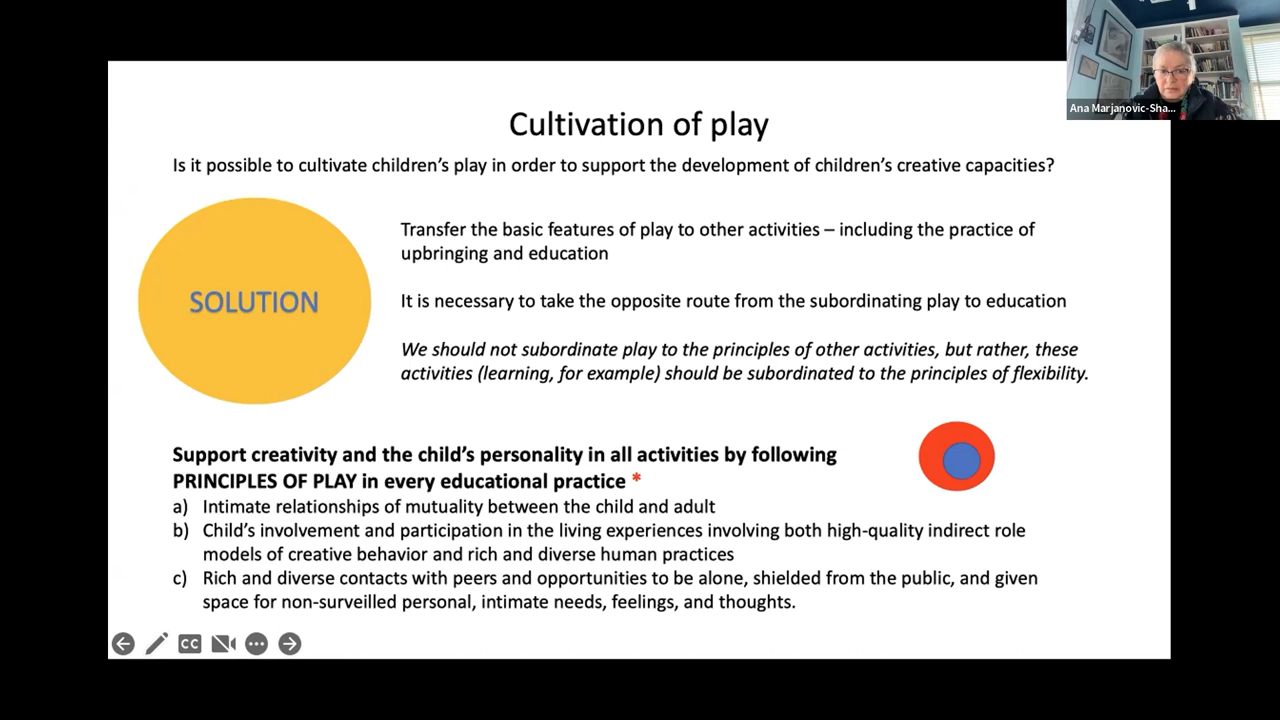 Ana Marjanovic-Sha...
Cultivation of play
Is it possible to cultivate children’s play in order to support the development of children’s creative capacities?
SOLUTION
Transfer the basic features of play to other activities – including the practice of
upbringing and education
It is necessary to take the opposite route from the subordinating play to education
We should not subordinate play to the principles of other activities, but rather, these
activities (learning, for example) should be subordinated to the principles of flexibility.
Support creativity and the child’s personality in all activities by following
PRINCIPLES OF PLAY in every educational practice *
a) Intimate relationships of mutuality between the child and adult
b) Child’s involvement and participation in the living experiences involving both high-quality indirect role
models of creative behavior and rich and diverse human practices
c) Rich and diverse contacts with peers and opportunities to be alone, shielded from the public, and given
space for non-surveilled personal, intimate needs, feelings, and thoughts.
CC